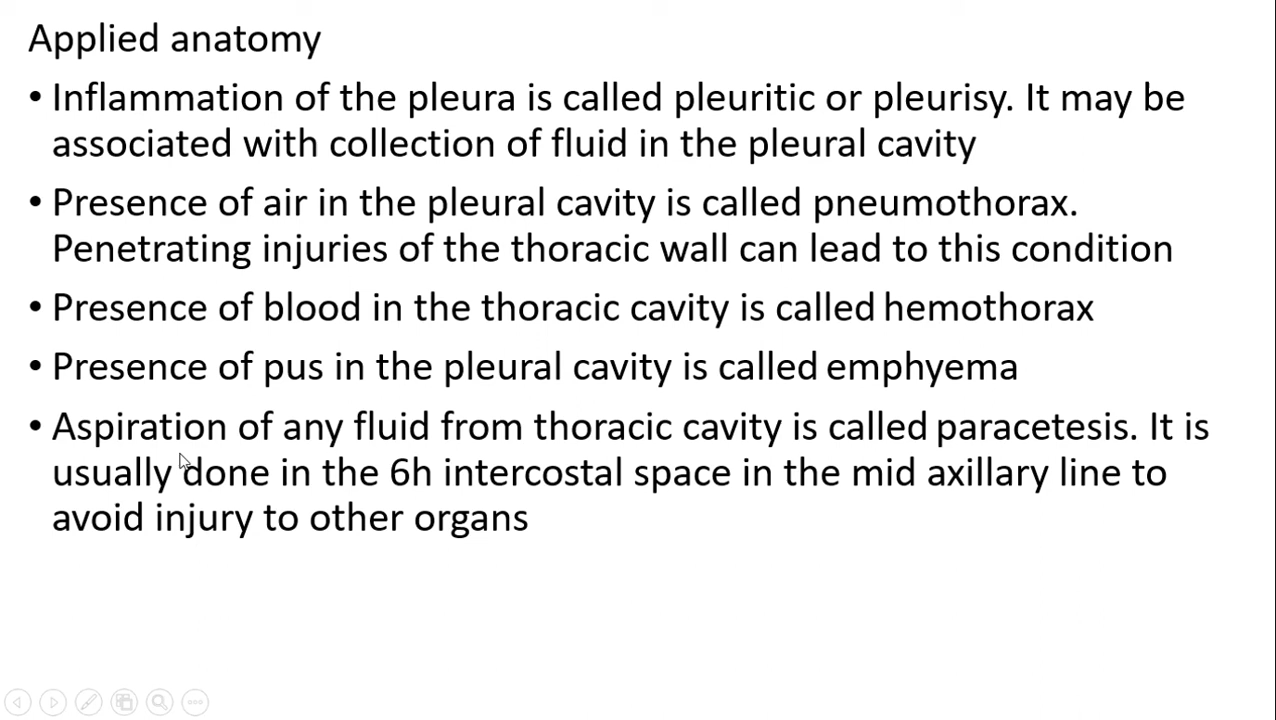 Applied anatomy
• Inflammation of the pleura is called pleuritic or pleurisy. It may be
associated with collection of fluid in the pleural cavity
• Presence of air in the pleural cavity is called pneumothorax.
Penetrating injuries of the thoracic wall can lead to this condition
• Presence of blood in the thoracic cavity is called hemothorax
• Presence of pus in the pleural cavity is called emphyema
• Aspiration of any fluid from thoracic cavity is called paracetesis. It is
usually done in the 6h intercostal space in the mid axillary line to
avoid injury to other organs